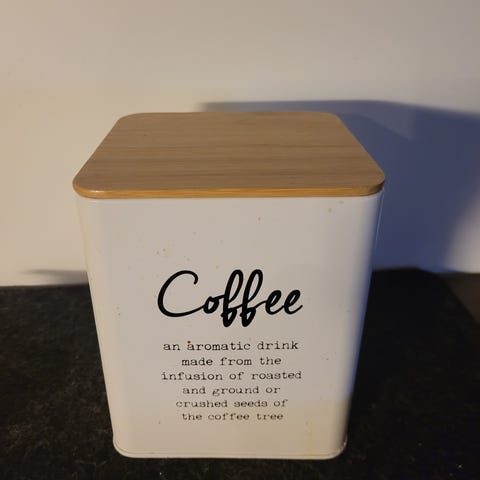 Coffee
an aromatic drink
made from the
infusion of roasted
and ground or
crushed seeds of
the coffee tree